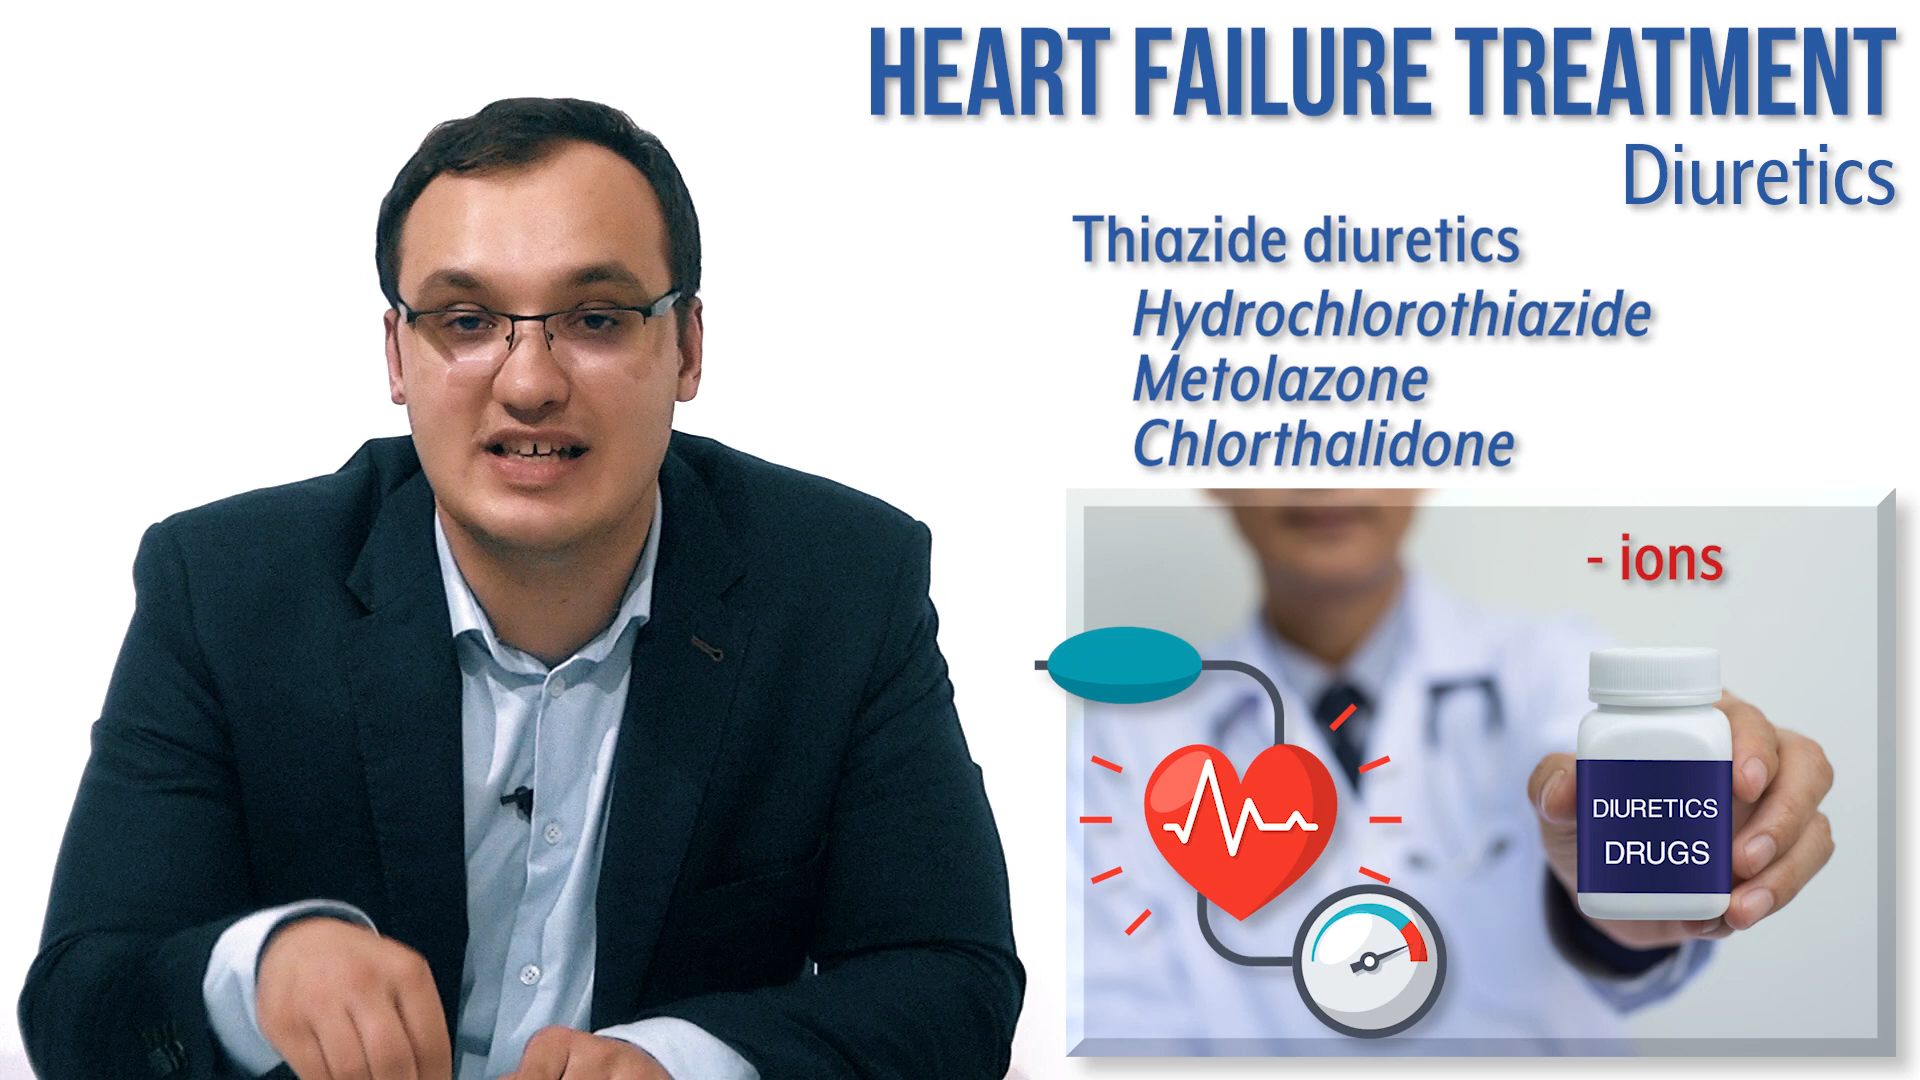 HEART FAILURE TREATMENT
Diuretics
Thiazide diuretics
Hydrochlorothiazide
Metolazone
Chlorthalidone
- ions
DIURETICS
DRUGS